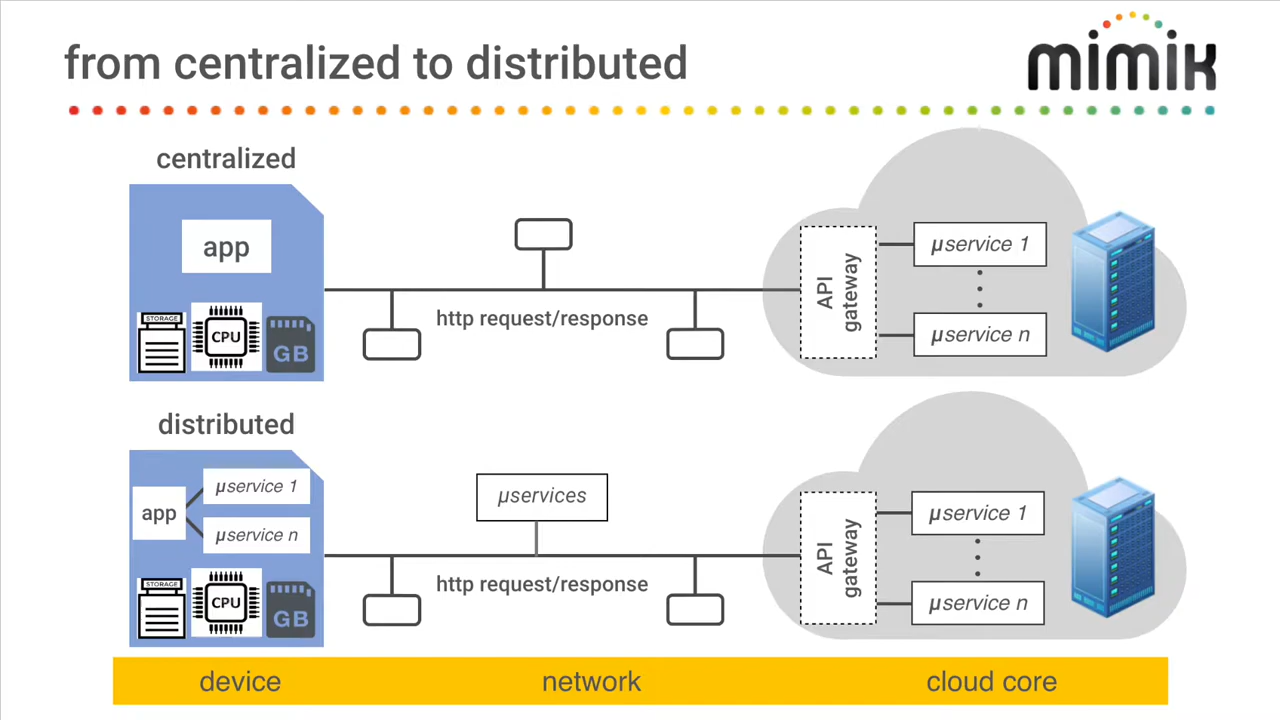 from centralized to distributed
mimik
centralized
app
STORAGE
CPU
GB
http request/response
API
gateway
µservice 1
µservice n
distributed
app
µservice 1
µservice n
STORAGE
CPU
GB
µservices
http request/response
API
gateway
µservice 1
µservice n
device
network
cloud core